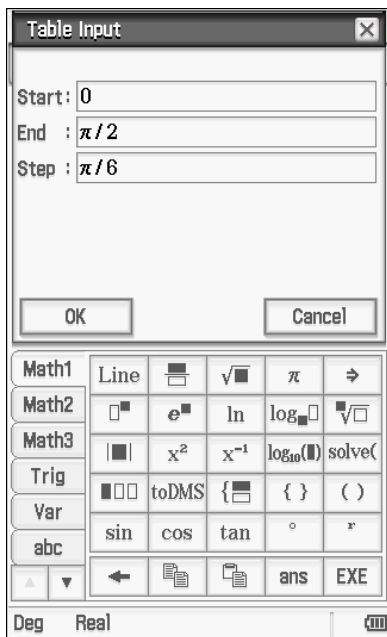 Table Input
Start: 0
End : π/2
Step : π/6
OK Cancel
Math1 Line √■ π ⇒
Math2 □■ e■ ln log■□ ■√□
Math3 |■| x² x⁻¹ log₁₀(■) solve(
Trig ■□□ toDMS { { } ( )
Var sin cos tan ° r
abc
▲ ▼ ← ans EXE
Deg Real